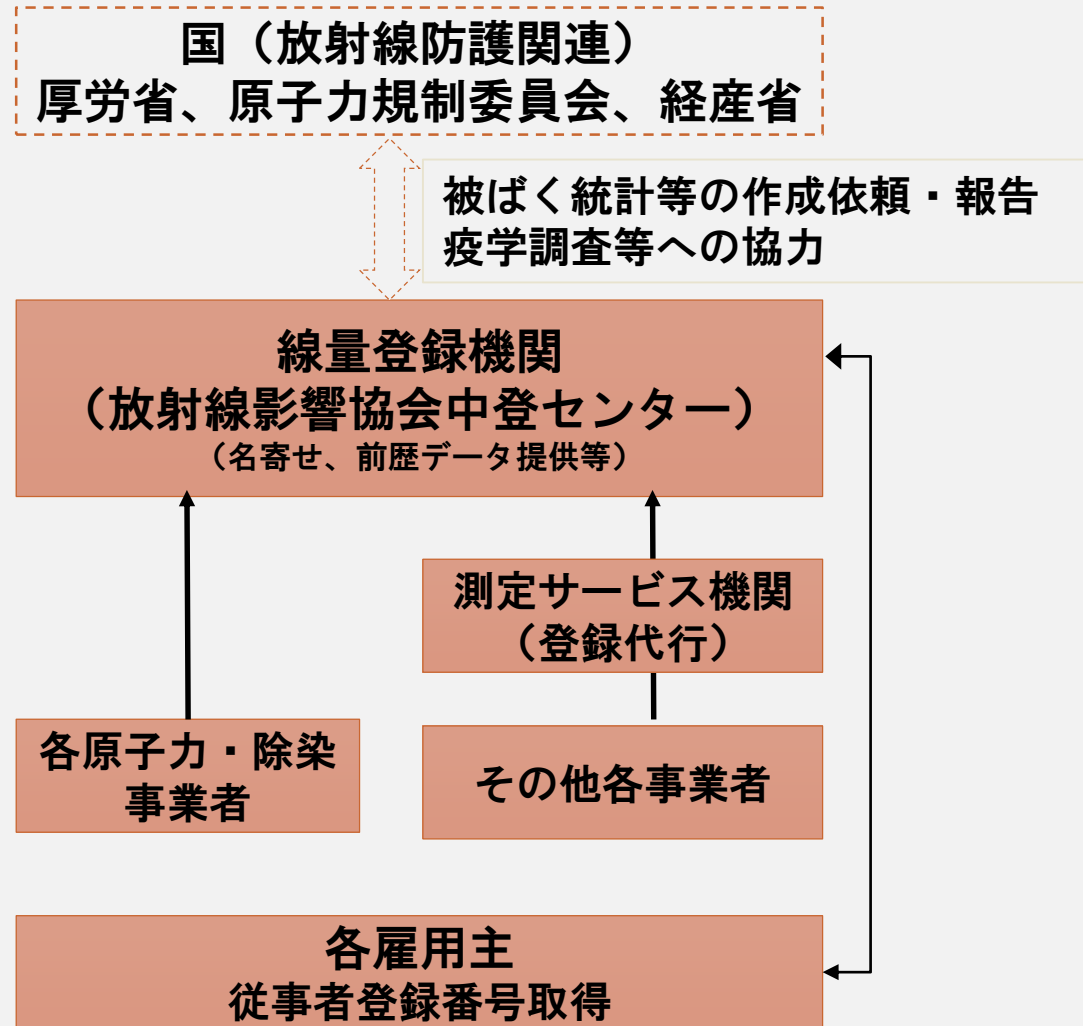 国（放射線防護関連）
厚労省、原子力規制委員会、経産省
被ばく統計等の作成依頼・報告
疫学調査等への協力
線量登録機関
（放射線影響協会中登センター）
（名寄せ、前歴データ提供等）
測定サービス機関
（登録代行）
各原子力・除染
事業者
その他各事業者
各雇用主
従事者登録番号取得